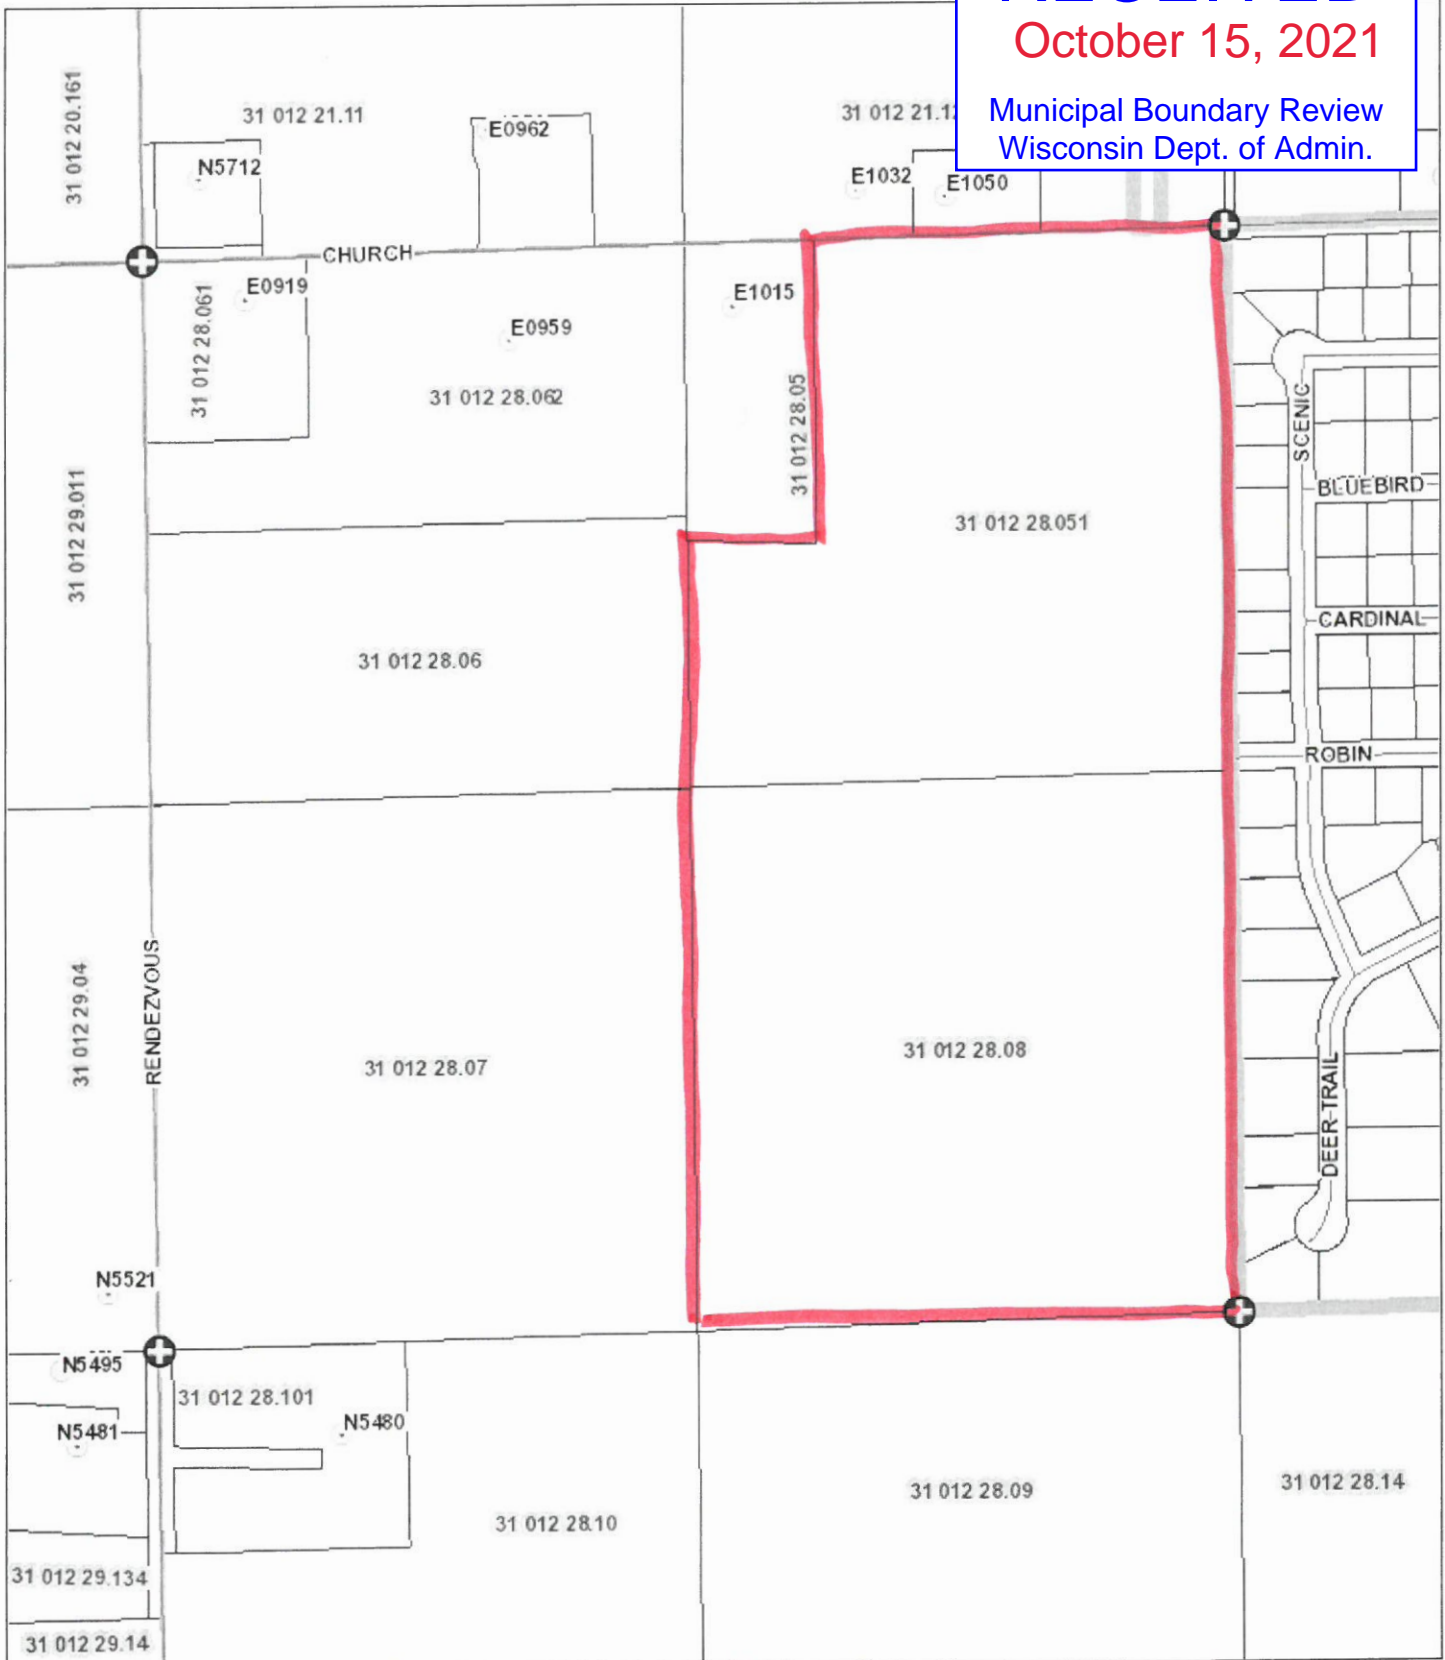 RECEIVED
October 15, 2021
Municipal Boundary Review
Wisconsin Dept. of Admin.
31 012 20.161
31 012 21.11
E0962
N5712
31 012 21.12
E1032
E1050
CHURCH
E0919
31 012 28.061
E0959
31 012 28.062
E1015
31 012 28.05
SCENIC
31 012 29.011
BLUEBIRD
31 012 28.051
CARDINAL
31 012 28.06
ROBIN
RENDEZVOUS
31 012 29.04
31 012 28.07
31 012 28.08
DEER-TRAIL
N5521
N5495
31 012 28.101
N5481
N5480
31 012 28.09
31 012 28.14
31 012 28.10
31 012 29.134
31 012 29.14